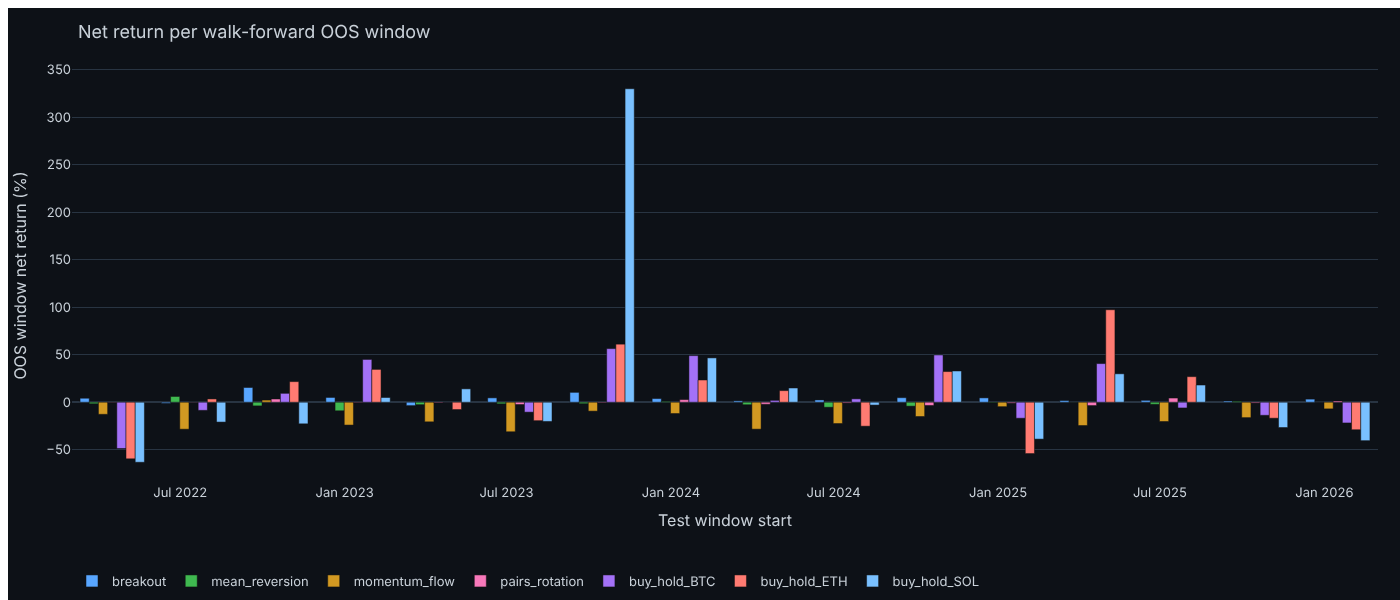 Net return per walk-forward OOS window
OOS window net return (%)
350
300
250
200
150
100
50
0
−50
Jul 2022 Jan 2023 Jul 2023 Jan 2024 Jul 2024 Jan 2025 Jul 2025 Jan 2026
Test window start
breakout mean_reversion momentum_flow pairs_rotation buy_hold_BTC buy_hold_ETH buy_hold_SOL